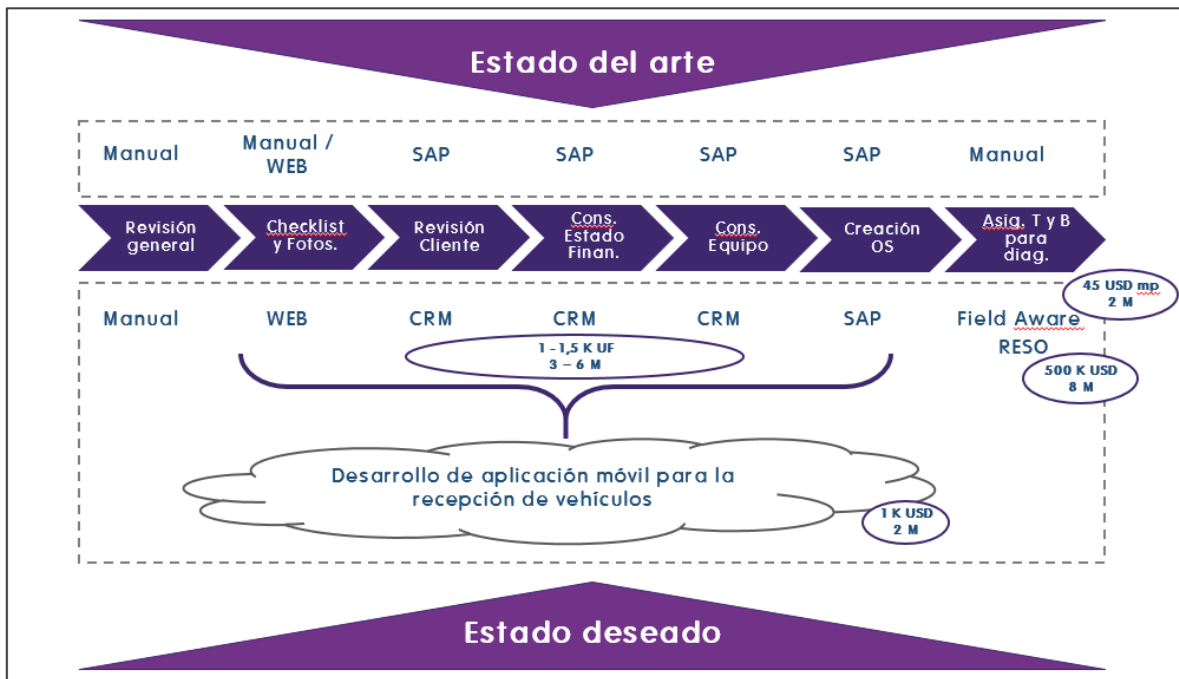 Estado del arte
Manual
Manual /
WEB
SAP
SAP
SAP
SAP
Manual
Revisión
general
Checklist
y Fotos.
Revisión
Cliente
Cons.
Estado
Finan.
Cons.
Equipo
Creación
OS
Asig. T y B
para
diag.
45 USD mp
2 M
Manual
WEB
CRM
CRM
CRM
SAP
Field Aware
RESO
1 -1,5 K UF
3 – 6 M
500 K USD
8 M
Desarrollo de aplicación móvil para la
recepción de vehículos
1 K USD
2 M
Estado deseado